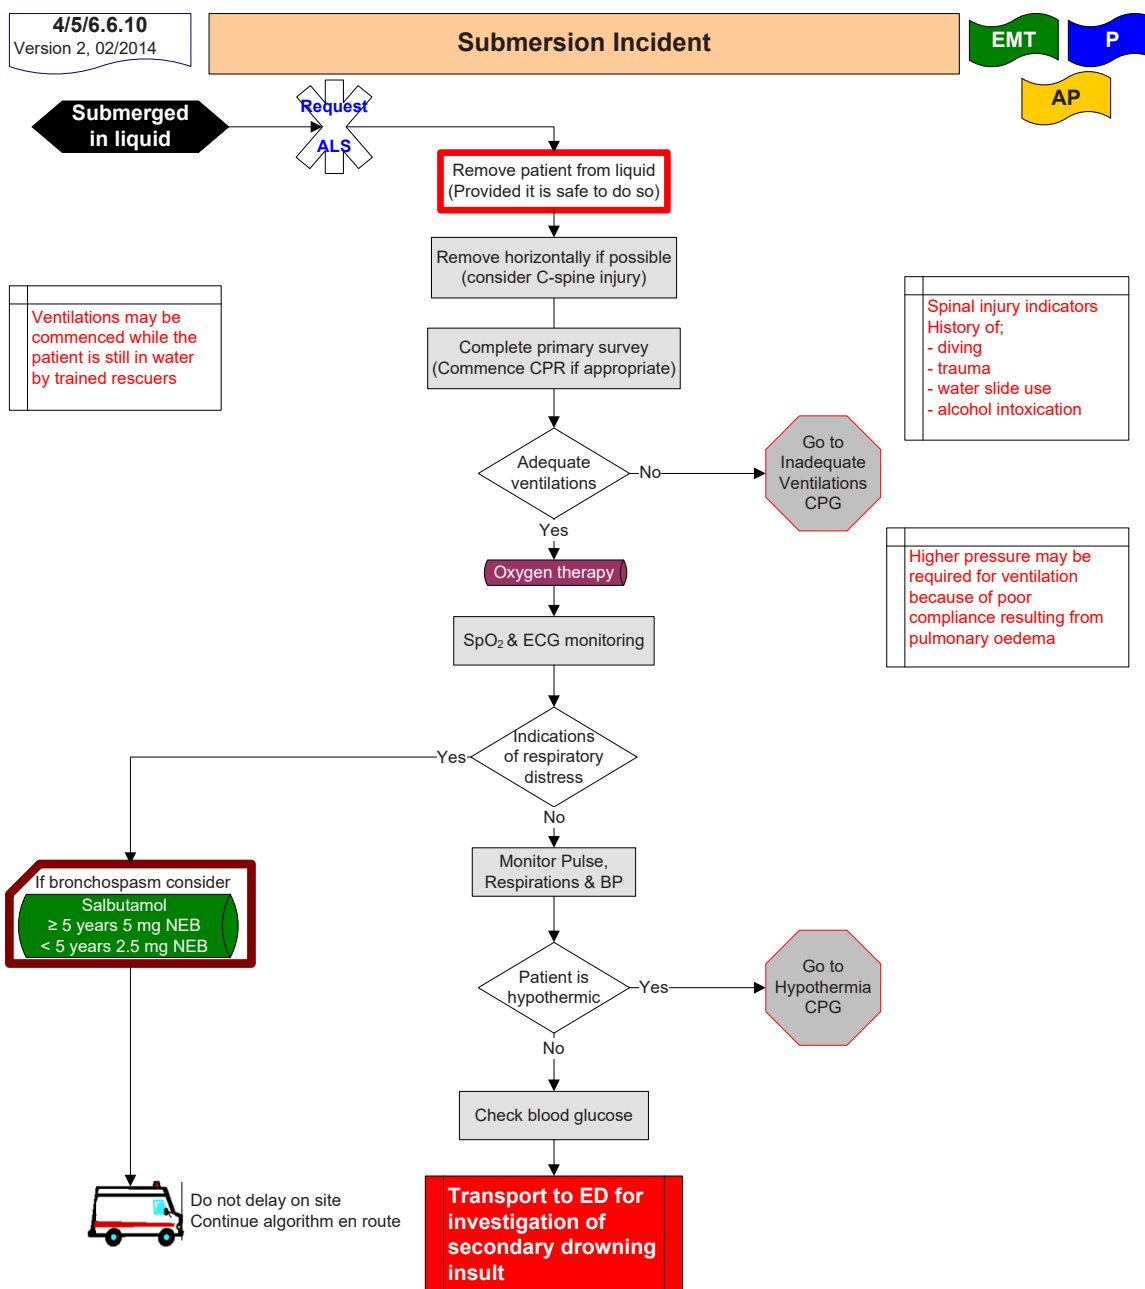 4/5/6.6.10
Version 2, 02/2014
Submersion Incident
EMT
P
AP
Submerged
in liquid
Request
ALS
Remove patient from liquid
(Provided it is safe to do so)
Remove horizontally if possible
(consider C-spine injury)
Ventilations may be
commenced while the
patient is still in water
by trained rescuers
Spinal injury indicators
History of;
- diving
- trauma
- water slide use
- alcohol intoxication
Complete primary survey
(Commence CPR if appropriate)
Adequate
ventilations
No
Go to
Inadequate
Ventilations
CPG
Yes
Oxygen therapy
Higher pressure may be
required for ventilation
because of poor
compliance resulting from
pulmonary oedema
SpO₂ & ECG monitoring
Indications
of respiratory
distress
Yes
No
Monitor Pulse,
Respirations & BP
If bronchospasm consider
Salbutamol
≥ 5 years 5 mg NEB
< 5 years 2.5 mg NEB
Patient is
hypothermic
Yes
Go to
Hypothermia
CPG
No
Check blood glucose
Do not delay on site
Continue algorithm en route
Transport to ED for
investigation of
secondary drowning
insult